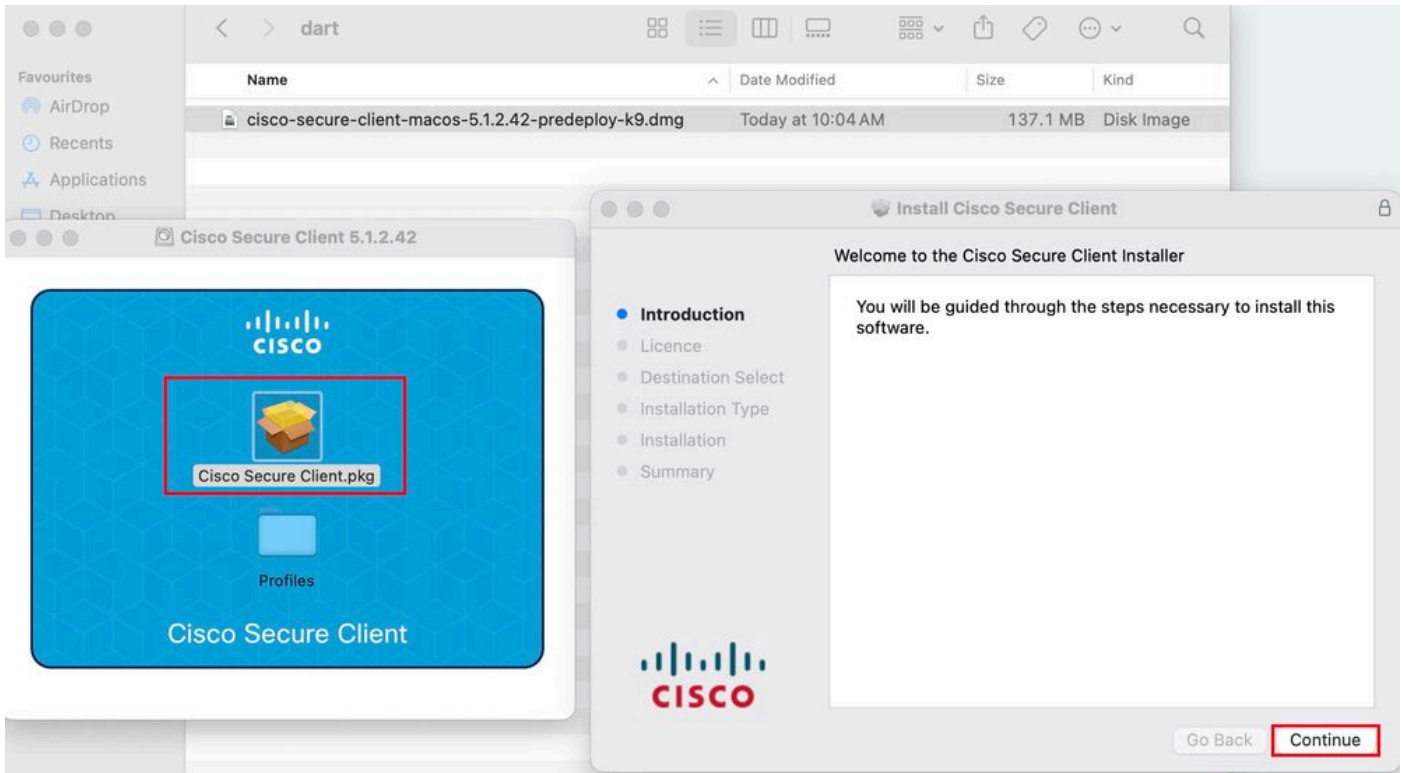 dart
Favourites
AirDrop
Recents
Applications
Desktop
Name Date Modified Size Kind
cisco-secure-client-macos-5.1.2.42-predeploy-k9.dmg Today at 10:04 AM 137.1 MB Disk Image
Cisco Secure Client 5.1.2.42
CISCO
Cisco Secure Client.pkg
Profiles
Cisco Secure Client
Install Cisco Secure Client
Welcome to the Cisco Secure Client Installer
Introduction
Licence
Destination Select
Installation Type
Installation
Summary
You will be guided through the steps necessary to install this
software.
CISCO
Go Back Continue